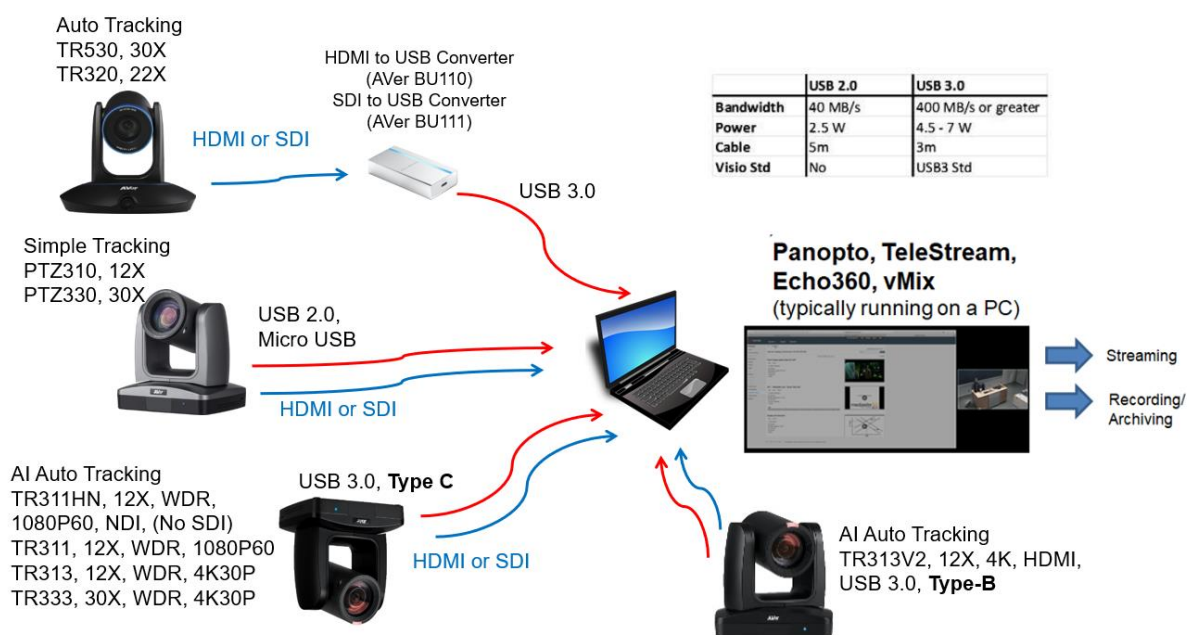 Auto Tracking
TR530, 30X
TR320, 22X
HDMI to USB Converter
(AVer BU110)
SDI to USB Converter
(AVer BU111)
HDMI or SDI
USB 3.0
USB 2.0 USB 3.0
Bandwidth 40 MB/s 400 MB/s or greater
Power 2.5 W 4.5 - 7 W
Cable 5m 3m
Visio Std No USB3 Std
Simple Tracking
PTZ310, 12X
PTZ330, 30X
USB 2.0,
Micro USB
HDMI or SDI
Panopto, TeleStream,
Echo360, vMix
(typically running on a PC)
Streaming
Recording/
Archiving
AI Auto Tracking
TR311HN, 12X, WDR,
1080P60, NDI, (No SDI)
TR311, 12X, WDR, 1080P60
TR313, 12X, WDR, 4K30P
TR333, 30X, WDR, 4K30P
USB 3.0, Type C
HDMI or SDI
AI Auto Tracking
TR313V2, 12X, 4K, HDMI,
USB 3.0, Type-B